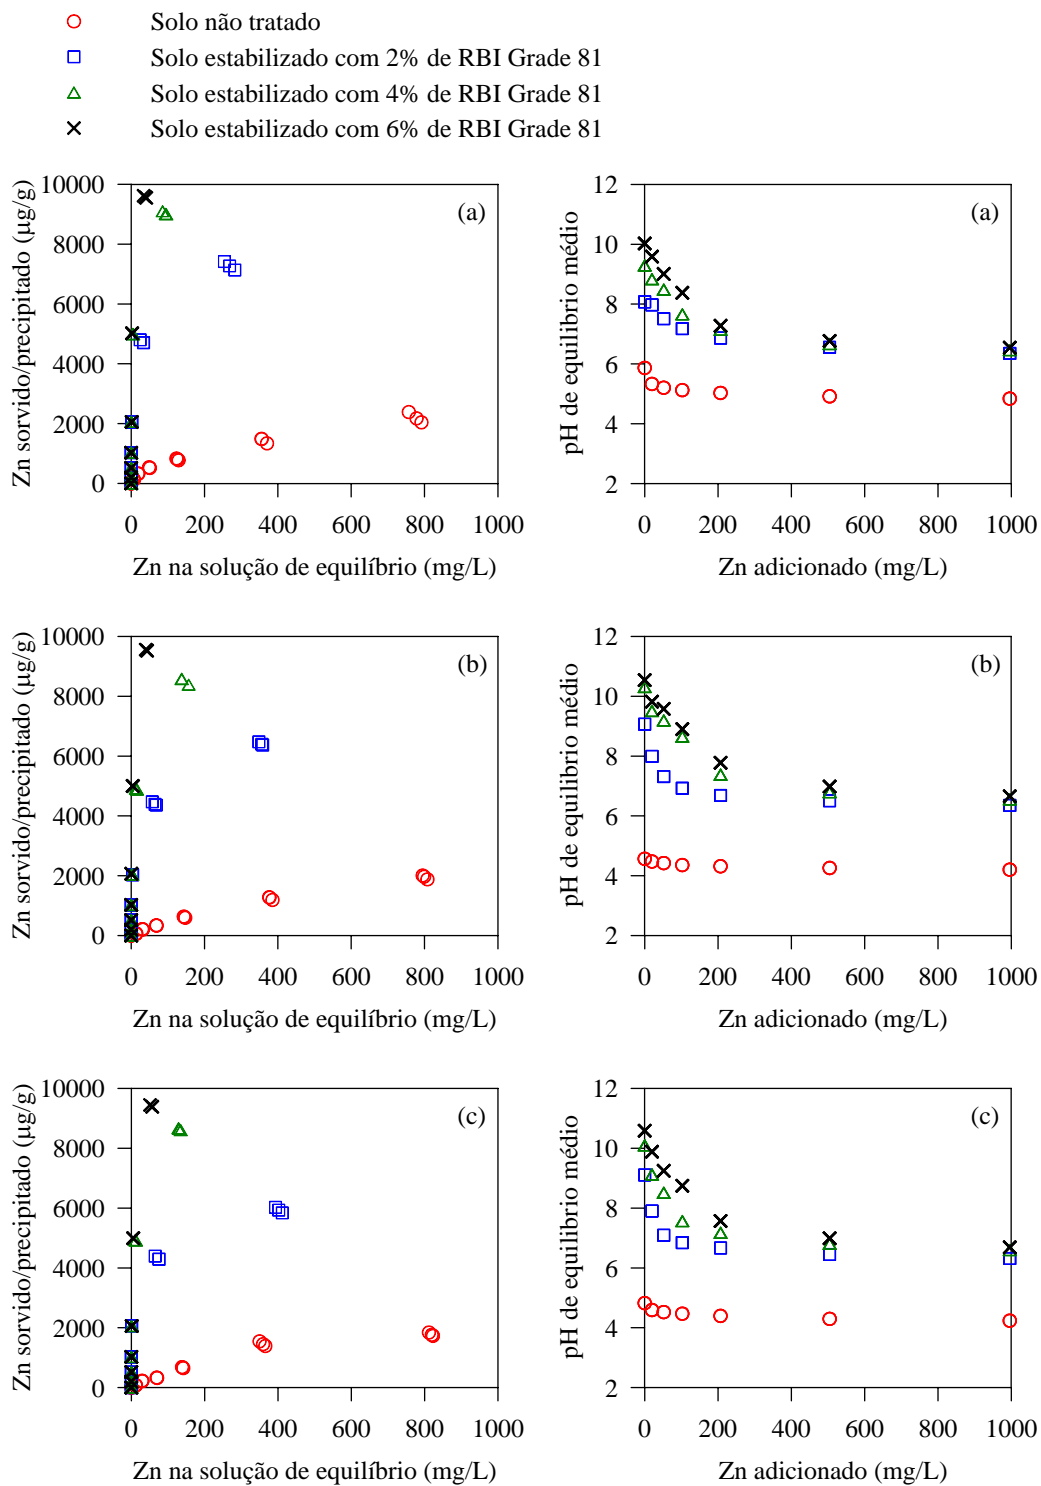 Solo não tratado
Solo estabilizado com 2% de RBI Grade 81
Solo estabilizado com 4% de RBI Grade 81
Solo estabilizado com 6% de RBI Grade 81
Zn sorvido/precipitado (µg/g)
10000
8000
6000
4000
2000
0
(a)
0 200 400 600 800 1000
Zn na solução de equilíbrio (mg/L)
pH de equilibrio médio
12
10
8
6
4
2
(a)
0 200 400 600 800 1000
Zn adicionado (mg/L)
Zn sorvido/precipitado (µg/g)
10000
8000
6000
4000
2000
0
(b)
0 200 400 600 800 1000
Zn na solução de equilíbrio (mg/L)
pH de equilibrio médio
12
10
8
6
4
2
(b)
0 200 400 600 800 1000
Zn adicionado (mg/L)
Zn sorvido/precipitado (µg/g)
10000
8000
6000
4000
2000
0
(c)
0 200 400 600 800 1000
Zn na solução de equilíbrio (mg/L)
pH de equilibrio médio
12
10
8
6
4
2
(c)
0 200 400 600 800 1000
Zn adicionado (mg/L)